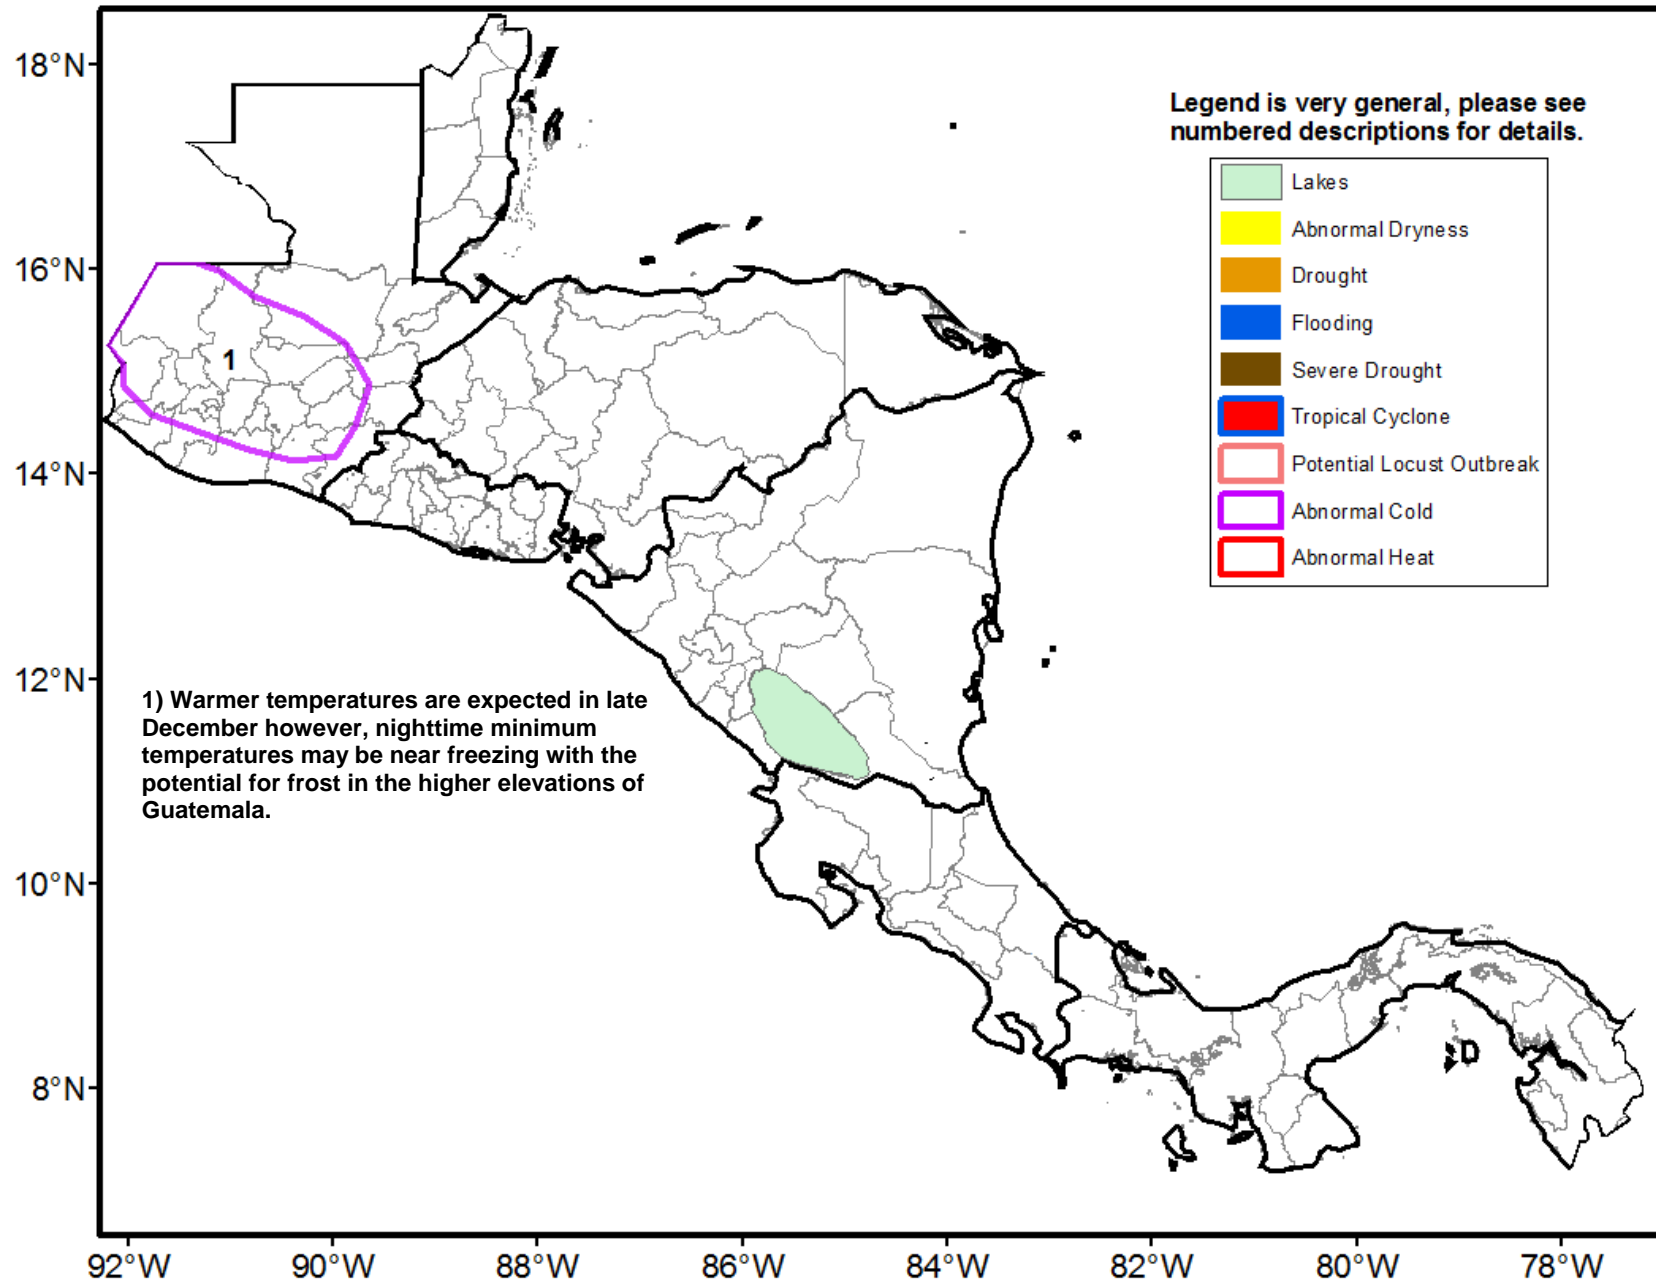 18°N
16°N
14°N
12°N
10°N
8°N
Legend is very general, please see
numbered descriptions for details.
Lakes
Abnormal Dryness
Drought
Flooding
Severe Drought
Tropical Cyclone
Potential Locust Outbreak
Abnormal Cold
Abnormal Heat
1
1) Warmer temperatures are expected in late
December however, nighttime minimum
temperatures may be near freezing with the
potential for frost in the higher elevations of
Guatemala.
92°W
90°W
88°W
86°W
84°W
82°W
80°W
78°W